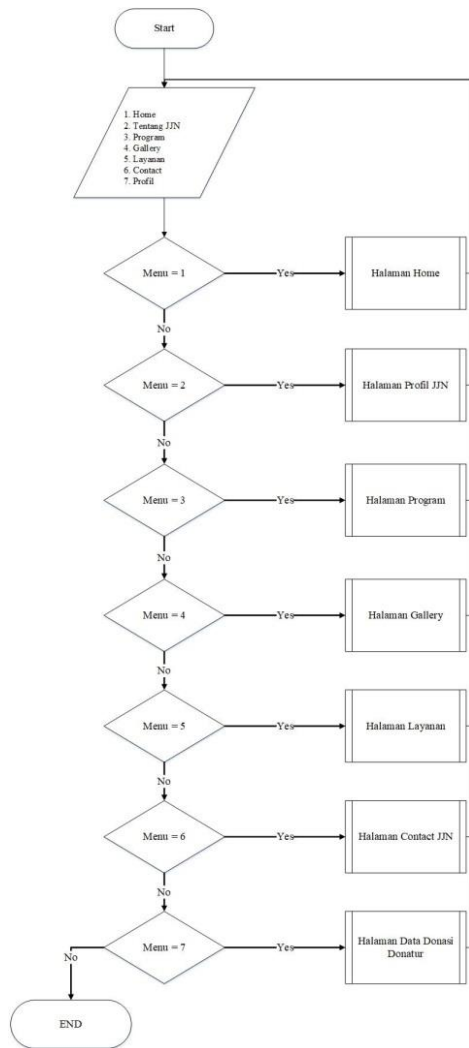 Start
1. Home
2. Tentang JJN
3. Program
4. Gallery
5. Layanan
6. Contact
7. Profil
Menu = 1
Yes
Halaman Home
No
Menu = 2
Yes
Halaman Profil JJN
No
Menu = 3
Yes
Halaman Program
No
Menu = 4
Yes
Halaman Gallery
No
Menu = 5
Yes
Halaman Layanan
No
Menu = 6
Yes
Halaman Contact JJN
No
Menu = 7
Yes
Halaman Data Donasi
Donatur
No
END